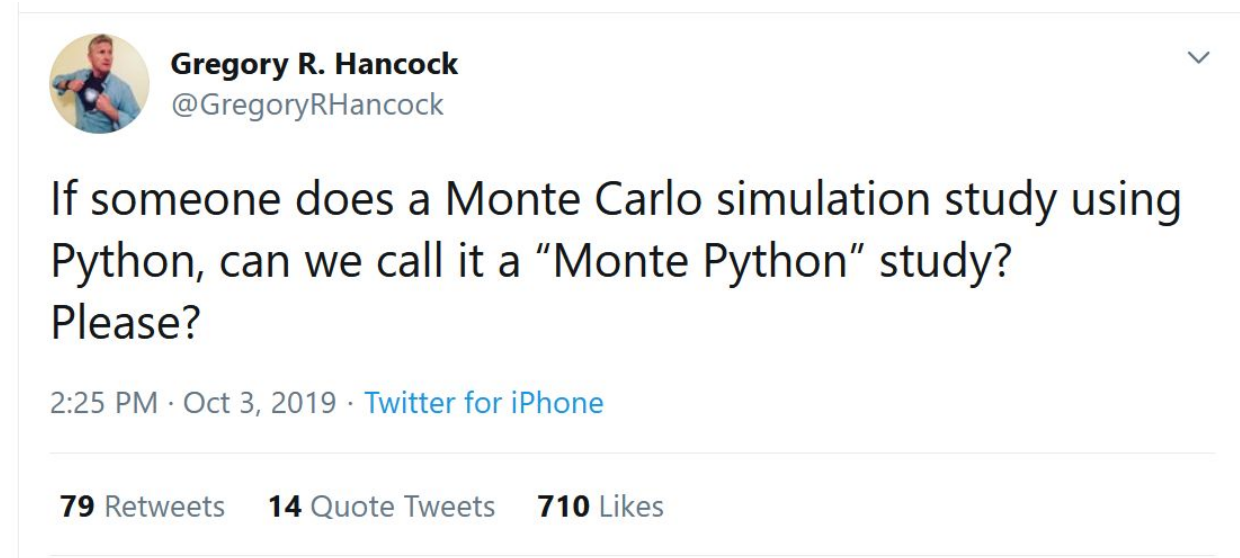 Gregory R. Hancock
@GregoryRHancock
If someone does a Monte Carlo simulation study using
Python, can we call it a “Monte Python” study?
Please?
2:25 PM · Oct 3, 2019 · Twitter for iPhone
79 Retweets 14 Quote Tweets 710 Likes